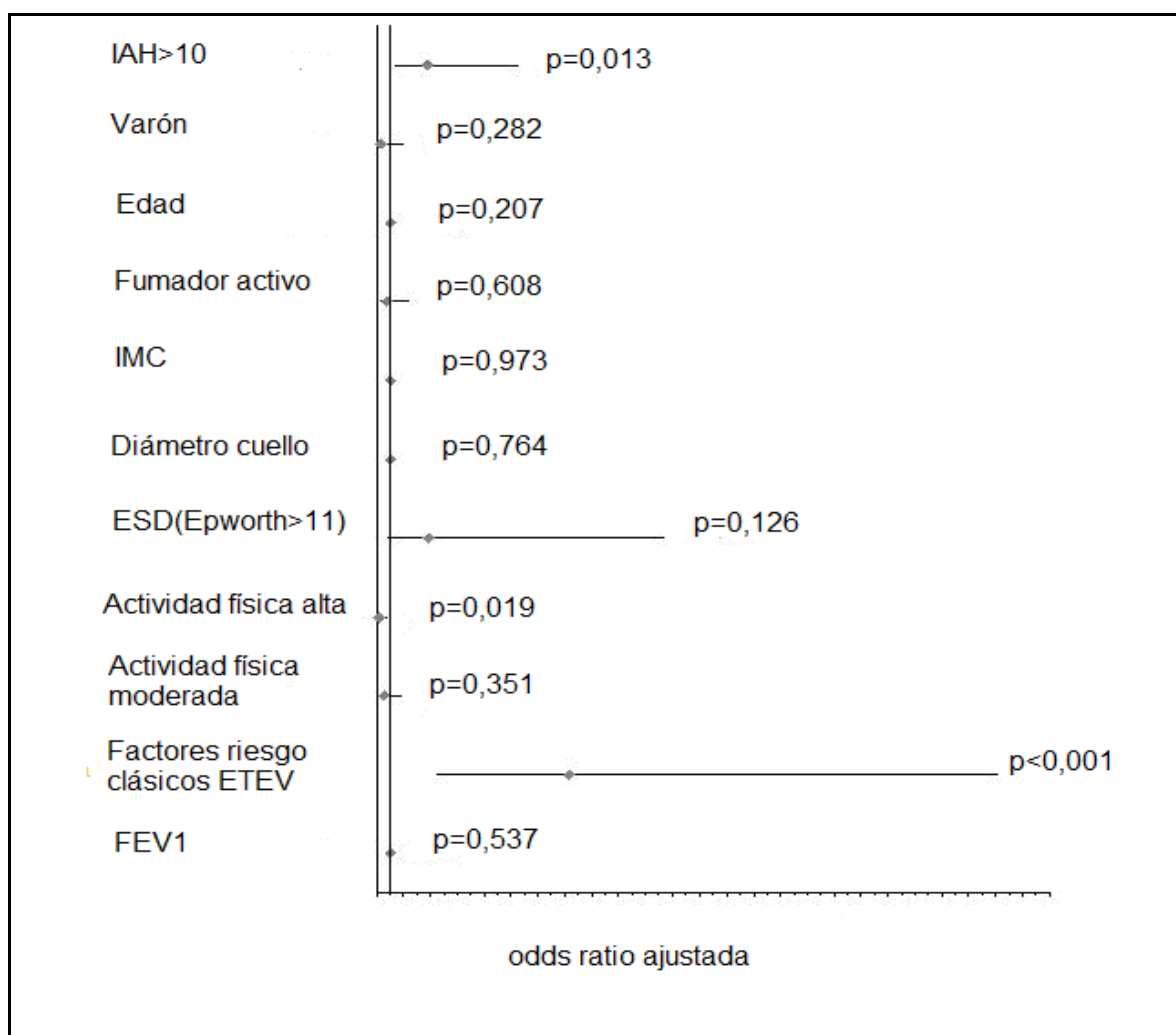 IAH>10
p=0,013
Varón
p=0,282
Edad
p=0,207
Fumador activo
p=0,608
IMC
p=0,973
Diámetro cuello
p=0,764
ESD(Epworth>11)
p=0,126
Actividad física alta
p=0,019
Actividad física
moderada
p=0,351
Factores riesgo
clásicos ETEV
p<0,001
FEV1
p=0,537
odds ratio ajustada